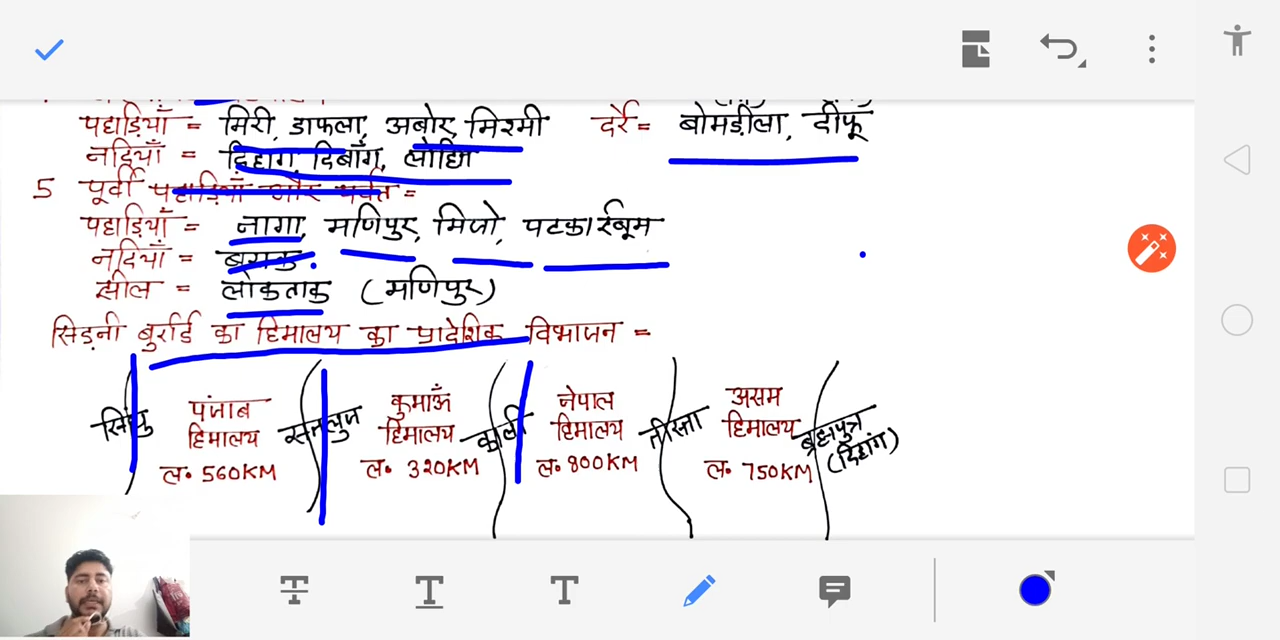 पहाड़ियाँ = मिरी, डाफला, अबोर, मिश्मी दर्रे = बोमडीला, दीफू
नदियाँ = दिहांग, दिबाँग, लोहित
5 पूर्वी पहाड़ियाँ और पर्वत =
पहाड़ियाँ = नागा, मणिपुर, मिजो, पटकाईबूम
नदियाँ = बराक
झील = लोकताक (मणिपुर)
सिड़नी बुर्रार्ड का हिमालय का प्रादेशिक विभाजन =
सिंधु पंजाब हिमालय ल. 560KM
सतलुज कुमाऊँ हिमालय ल. 320KM
काली नेपाल हिमालय ल. 800KM
तीस्ता असम हिमालय ल. 750KM
ब्रह्मपुत्र (दिहांग)